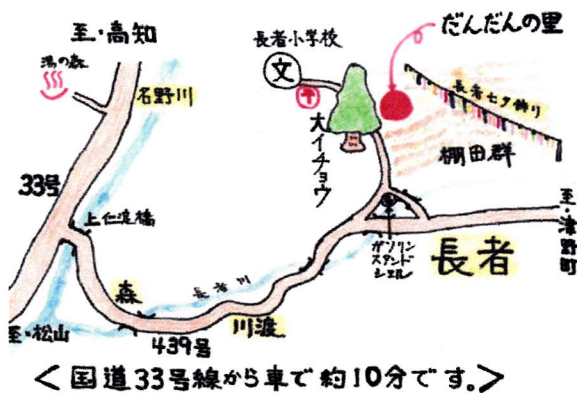 至・高知
湯の森
名野川
33号
上仁淀橋
至・松山
森
439号
川渡
長者川
長者小学校
文
大イチョウ
だんだんの里
長者七夕飾り
棚田群
ガソリン
スタンド
シェル
長者
至・津野町
<国道33号線から車で約10分です。>